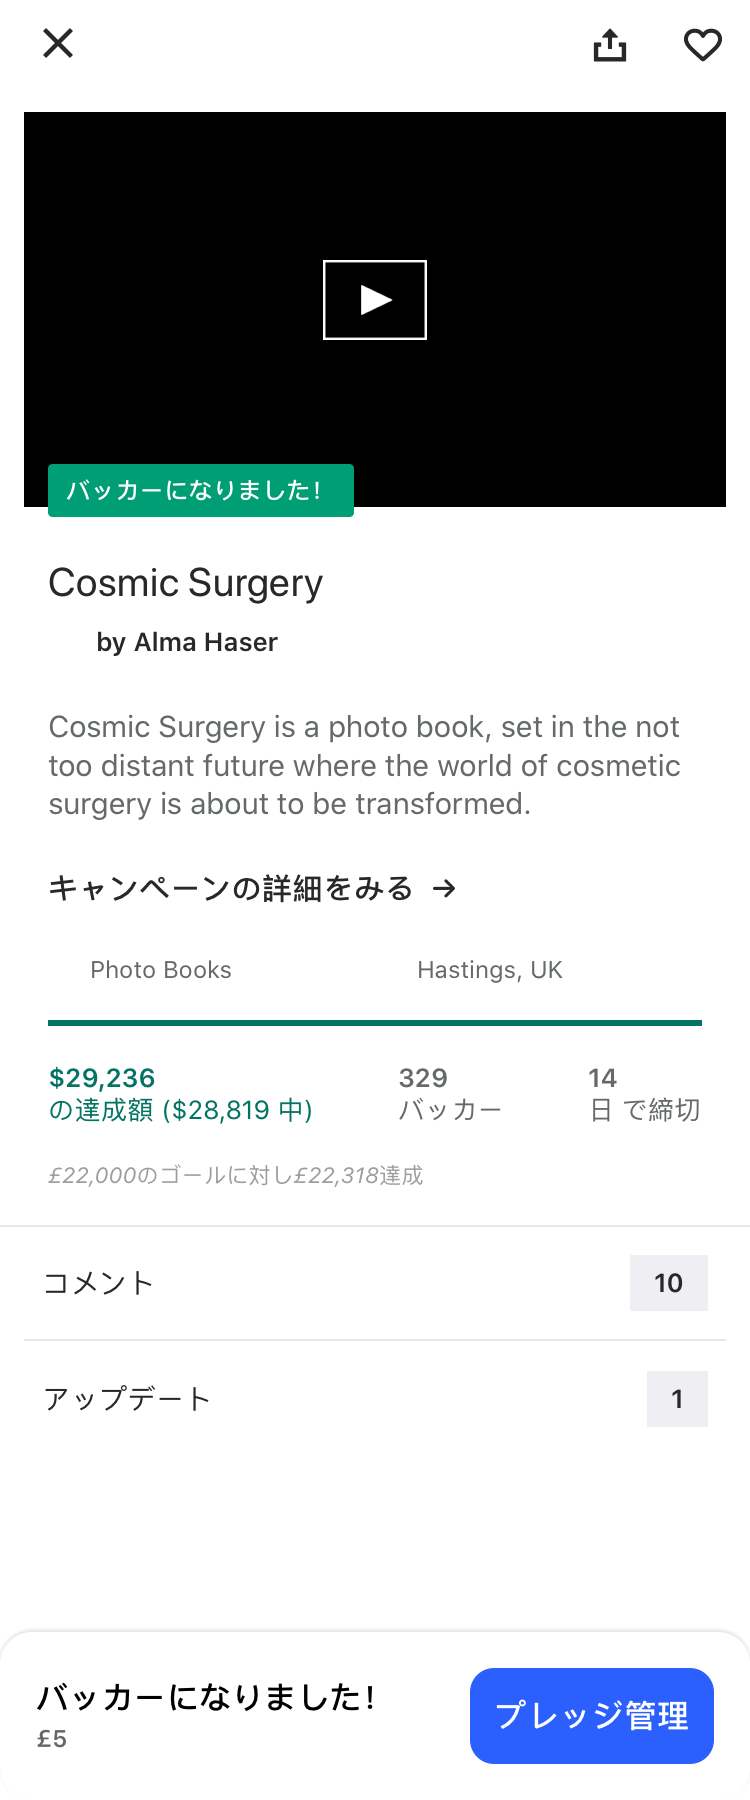 バッカーになりました！
Cosmic Surgery
by Alma Haser
Cosmic Surgery is a photo book, set in the not
too distant future where the world of cosmetic
surgery is about to be transformed.
キャンペーンの詳細をみる →
Photo Books
Hastings, UK
$29,236
の達成額 ($28,819 中)
329
バッカー
14
日 で締切
£22,000のゴールに対し£22,318達成
コメント
10
アップデート
1
バッカーになりました！
£5
プレッジ管理